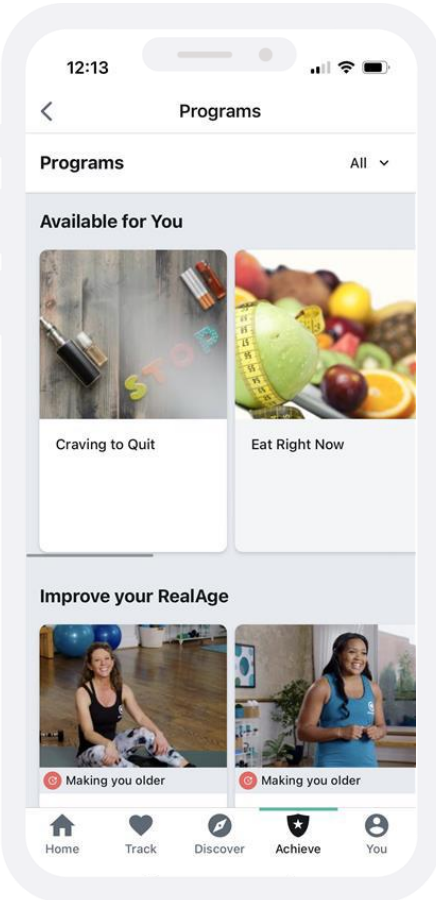 12:13
Programs
Programs
All
Available for You
STOP
Craving to Quit
Eat Right Now
Improve your RealAge
Making you older
Making you older
Home
Track
Discover
Achieve
You